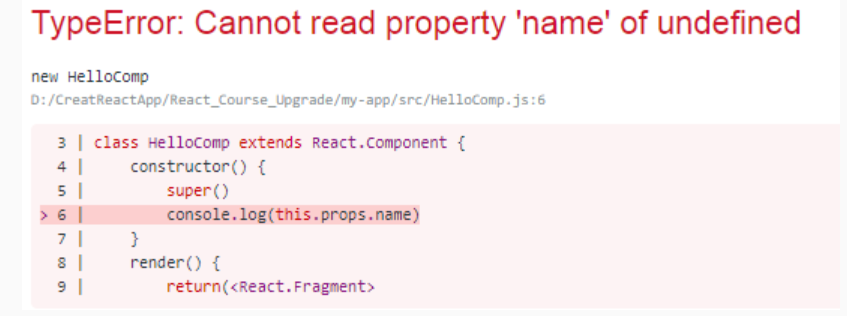 TypeError: Cannot read property 'name' of undefined
new HelloComp
D:/CreatReactApp/React_Course_Upgrade/my-app/src/HelloComp.js:6
3 | class HelloComp extends React.Component {
4 |     constructor() {
5 |         super()
> 6 |         console.log(this.props.name)
7 |     }
8 |     render() {
9 |         return(<React.Fragment>